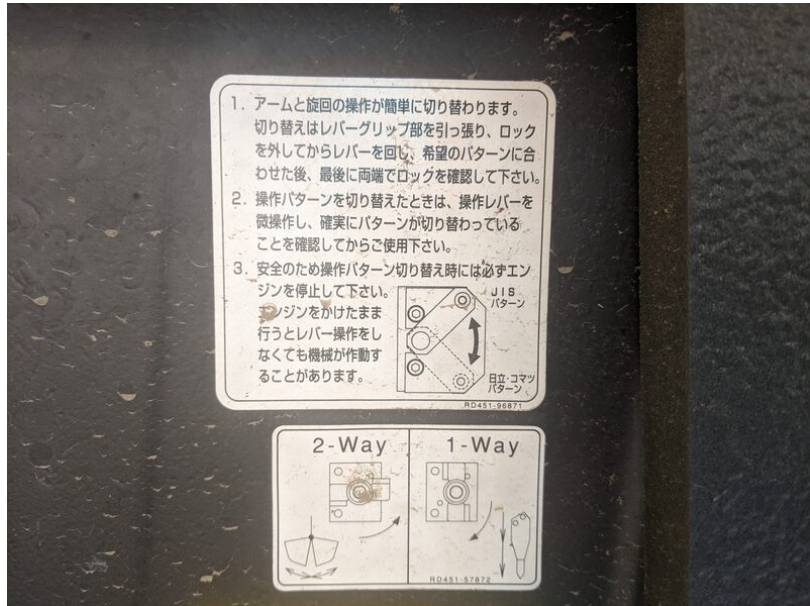 1. アームと旋回の操作が簡単に切り替わります。
切り替えはレバーグリップ部を引っ張り、ロック
を外してからレバーを回し、希望のパターンに合
わせた後、最後に両端でロックを確認して下さい。
2. 操作パターンを切り替えたときは、操作レバーを
微操作し、確実にパターンが切り替わっている
ことを確認してからご使用下さい。
3. 安全のため操作パターン切り替え時には必ずエン
ジンを停止して下さい。
エンジンをかけたまま
行うとレバー操作をし
なくても機械が作動す
ることがあります。
JIS
パターン
日立・コマツ
パターン
RD451-96871
2-Way
1-Way
RD451-57872